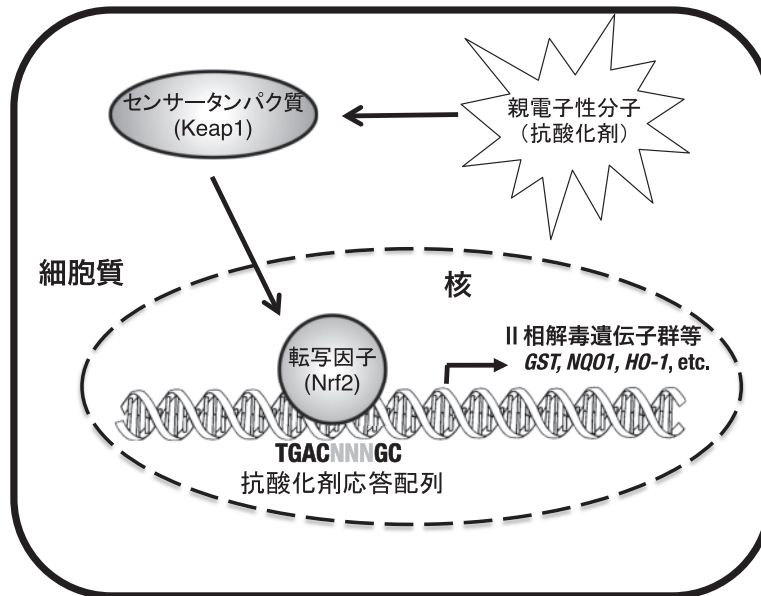 センサータンパク質
(Keap1)
親電子性分子
（抗酸化剤）
細胞質
核
転写因子
(Nrf2)
II相解毒遺伝子群等
GST, NQO1, HO-1, etc.
TGACNNNGC
抗酸化剤応答配列